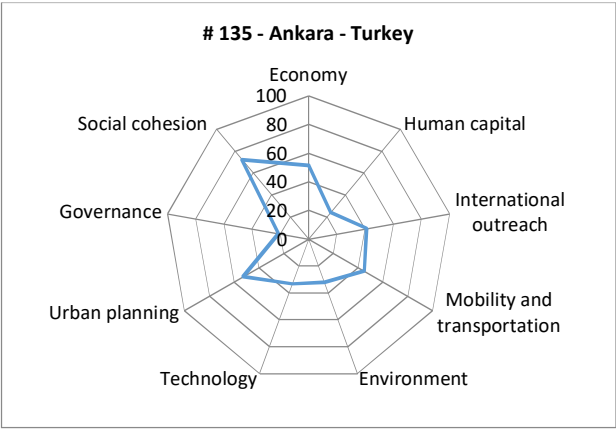 # 135 - Ankara - Turkey
Economy
100
80
60
40
20
0
Human capital
International
outreach
Mobility and
transportation
Environment
Technology
Urban planning
Governance
Social cohesion